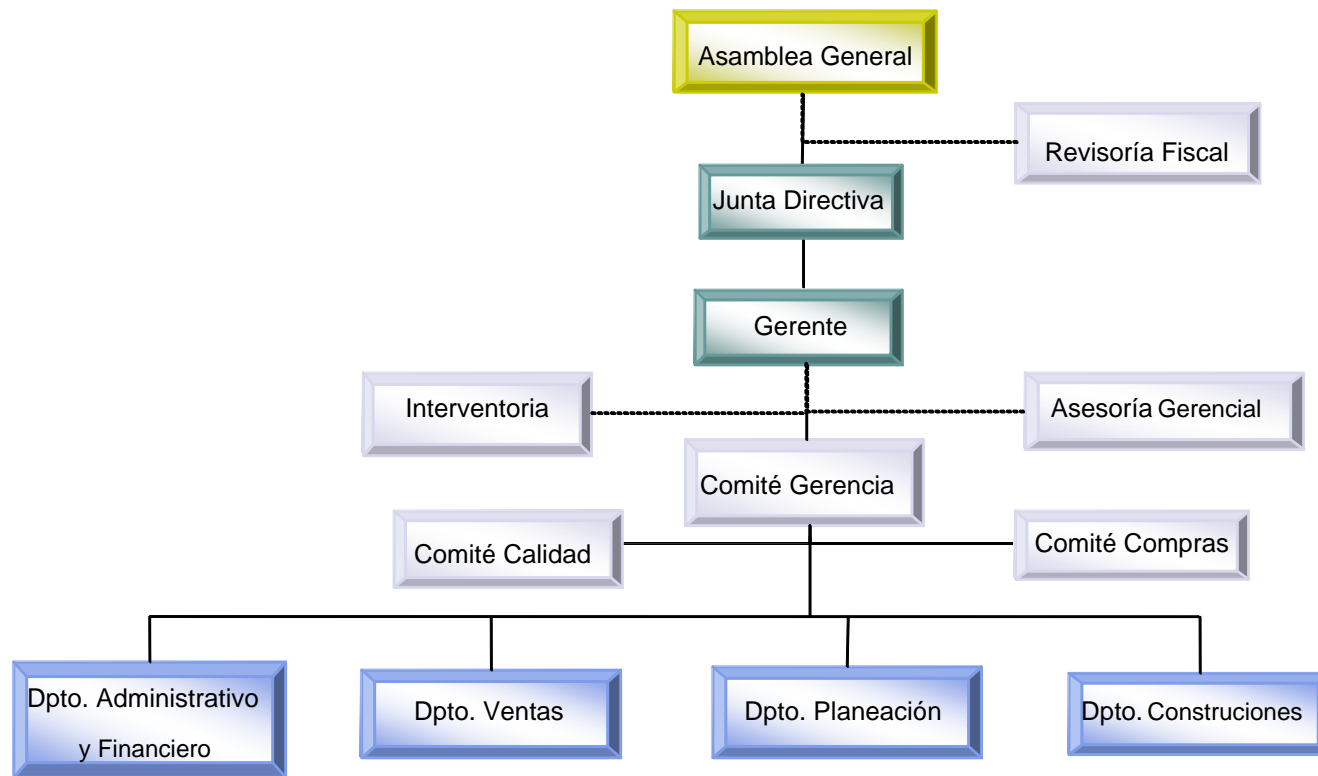 Asamblea General
Revisoría Fiscal
Junta Directiva
Gerente
Interventoria
Asesoría Gerencial
Comité Gerencia
Comité Calidad
Comité Compras
Dpto. Administrativo
y Financiero
Dpto. Ventas
Dpto. Planeación
Dpto. Construciones